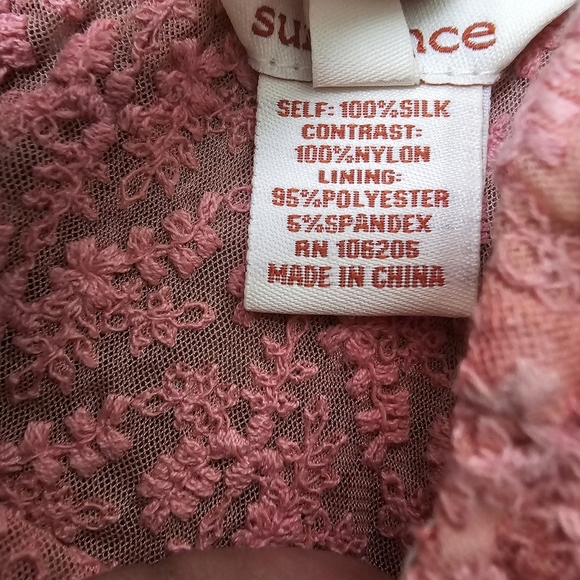 SELF: 100%SILK
CONTRAST:
100%NYLON
LINING:
95%POLYESTER
5%SPANDEX
RN 106205
MADE IN CHINA